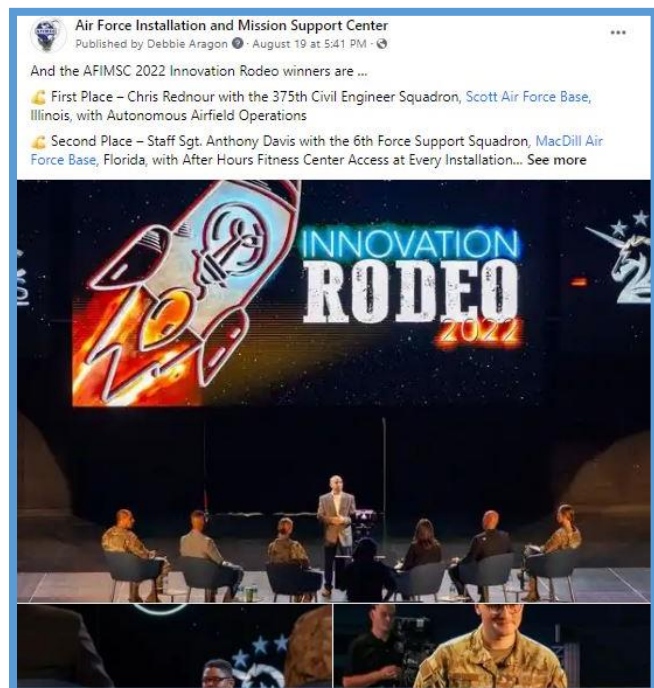 Air Force Installation and Mission Support Center
Published by Debbie Aragon · August 19 at 5:41 PM ·
And the AFIMSC 2022 Innovation Rodeo winners are ...
First Place – Chris Rednour with the 375th Civil Engineer Squadron, Scott Air Force Base,
Illinois, with Autonomous Airfield Operations
Second Place – Staff Sgt. Anthony Davis with the 6th Force Support Squadron, MacDill Air
Force Base, Florida, with After Hours Fitness Center Access at Every Installation... See more
INNOVATION
RODEO
2022